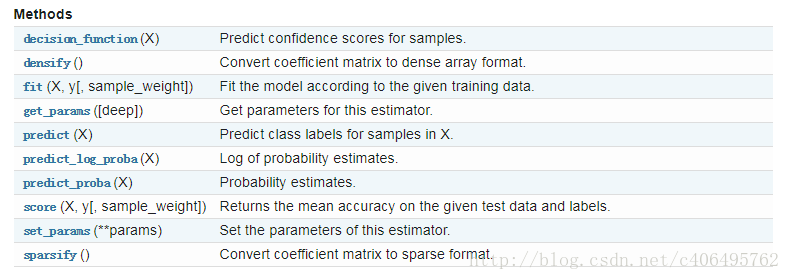 Methods
decision_function(X) Predict confidence scores for samples.
densify() Convert coefficient matrix to dense array format.
fit(X, y[, sample_weight]) Fit the model according to the given training data.
get_params([deep]) Get parameters for this estimator.
predict(X) Predict class labels for samples in X.
predict_log_proba(X) Log of probability estimates.
predict_proba(X) Probability estimates.
score(X, y[, sample_weight]) Returns the mean accuracy on the given test data and labels.
set_params(**params) Set the parameters of this estimator.
sparsify() Convert coefficient matrix to sparse format.
http://blog.csdn.net/c406495762